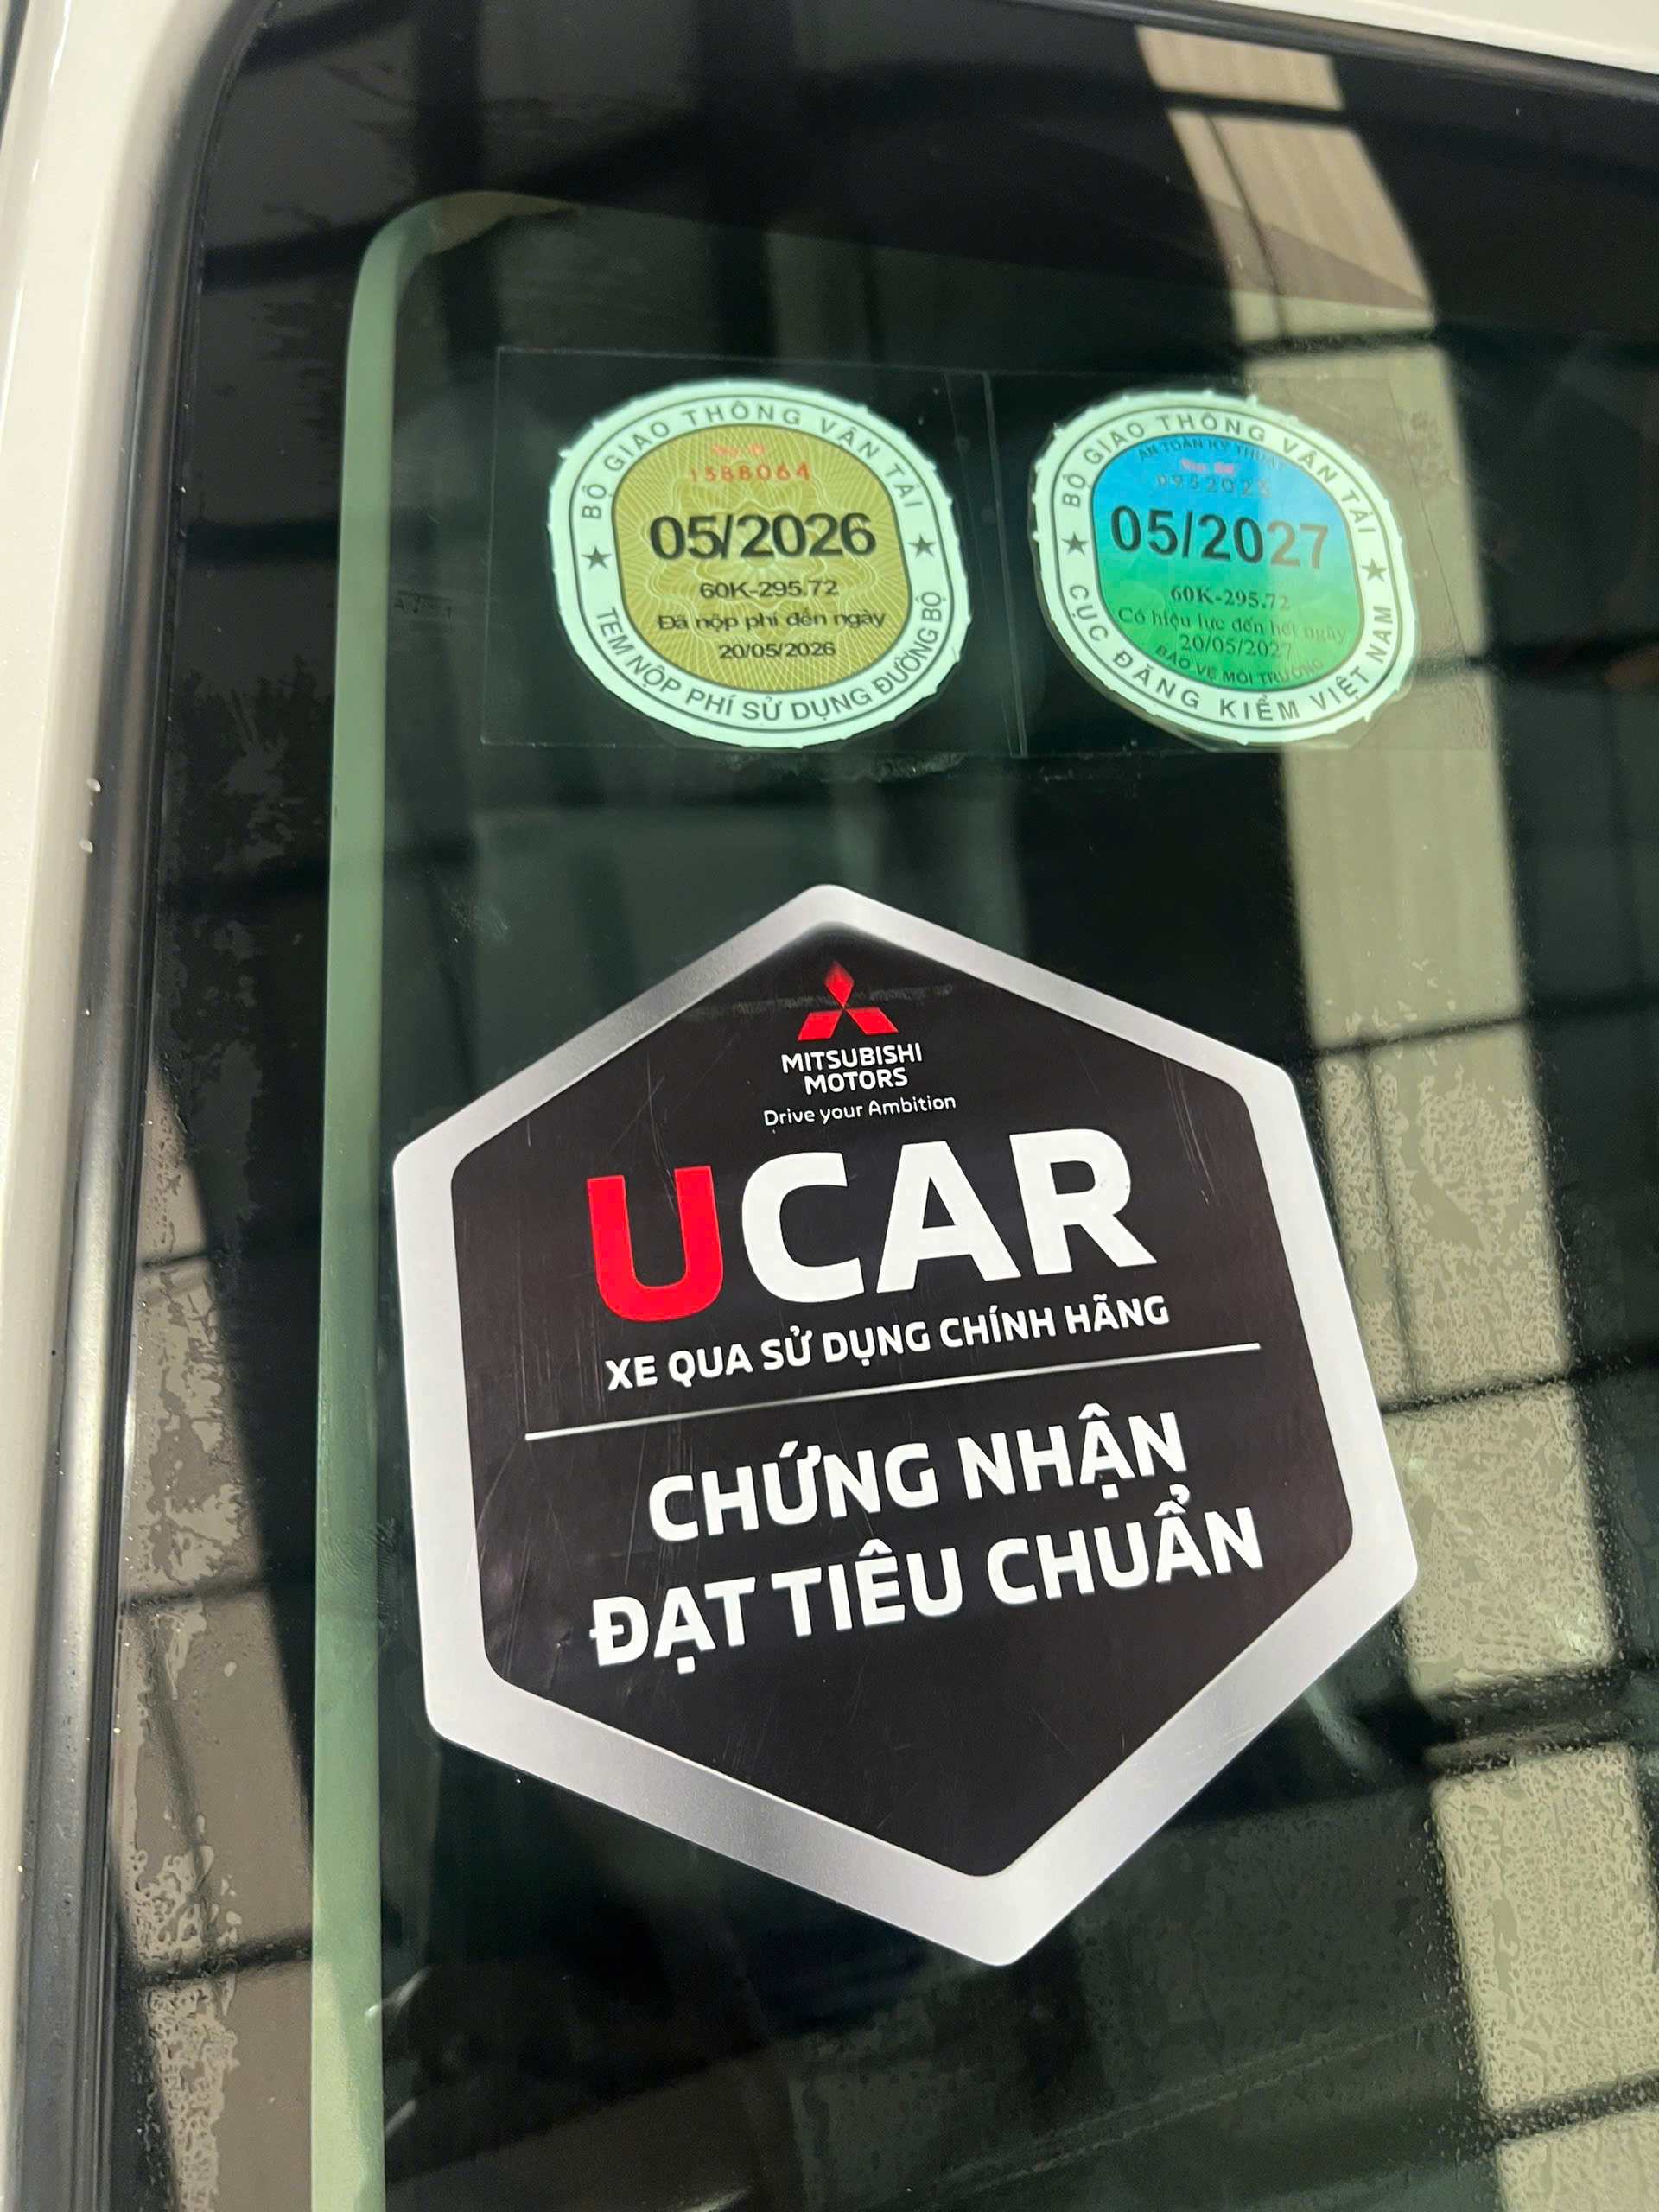 BỘ GIAO THÔNG VẬN TẢI
1588064
05/2026
60K-295.72
Đã nộp phí đến ngày
20/05/2026
TEM NỘP PHÍ SỬ DỤNG ĐƯỜNG BỘ
BỘ GIAO THÔNG VẬN TẢI
AN TOÀN KỸ THUẬT
05/2027
60K-295.72
Có hiệu lực đến hết ngày
20/05/2027
BẢO VỆ MÔI TRƯỜNG
CỤC ĐĂNG KIỂM VIỆT NAM
MITSUBISHI
MOTORS
Drive your Ambition
UCAR
XE QUA SỬ DỤNG CHÍNH HÃNG
CHỨNG NHẬN
ĐẠT TIÊU CHUẨN